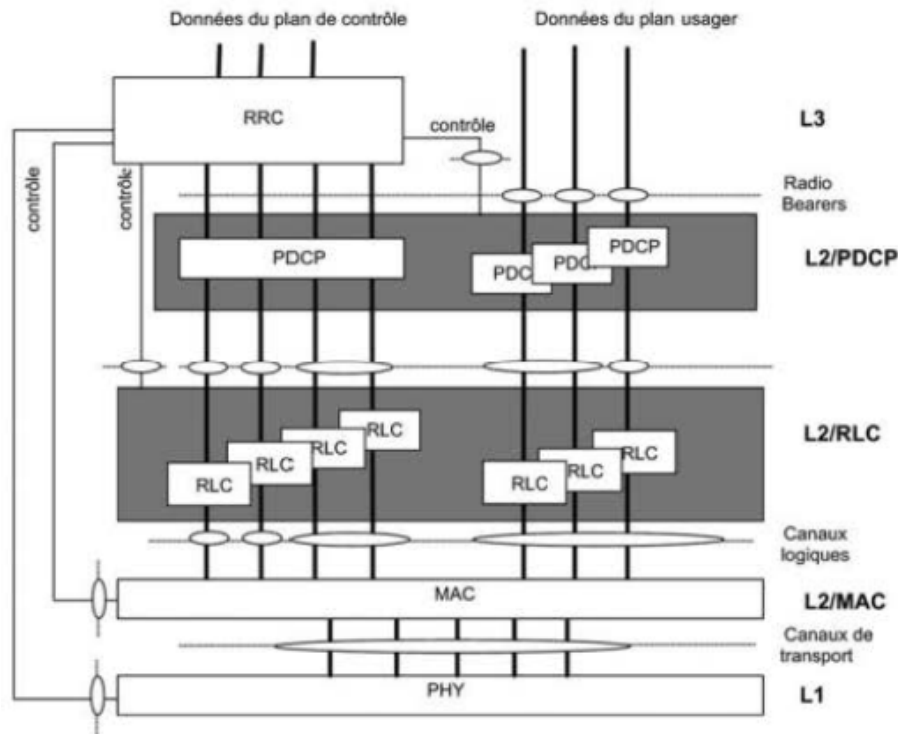 Données du plan de contrôle
Données du plan usager
RRC
contrôle
L3
contrôle
contrôle
Radio
Bearers
PDCP
PDCP
PDCP
PDCP
L2/PDCP
RLC
RLC
RLC
RLC
RLC
RLC
RLC
L2/RLC
Canaux
logiques
MAC
L2/MAC
Canaux de
transport
PHY
L1